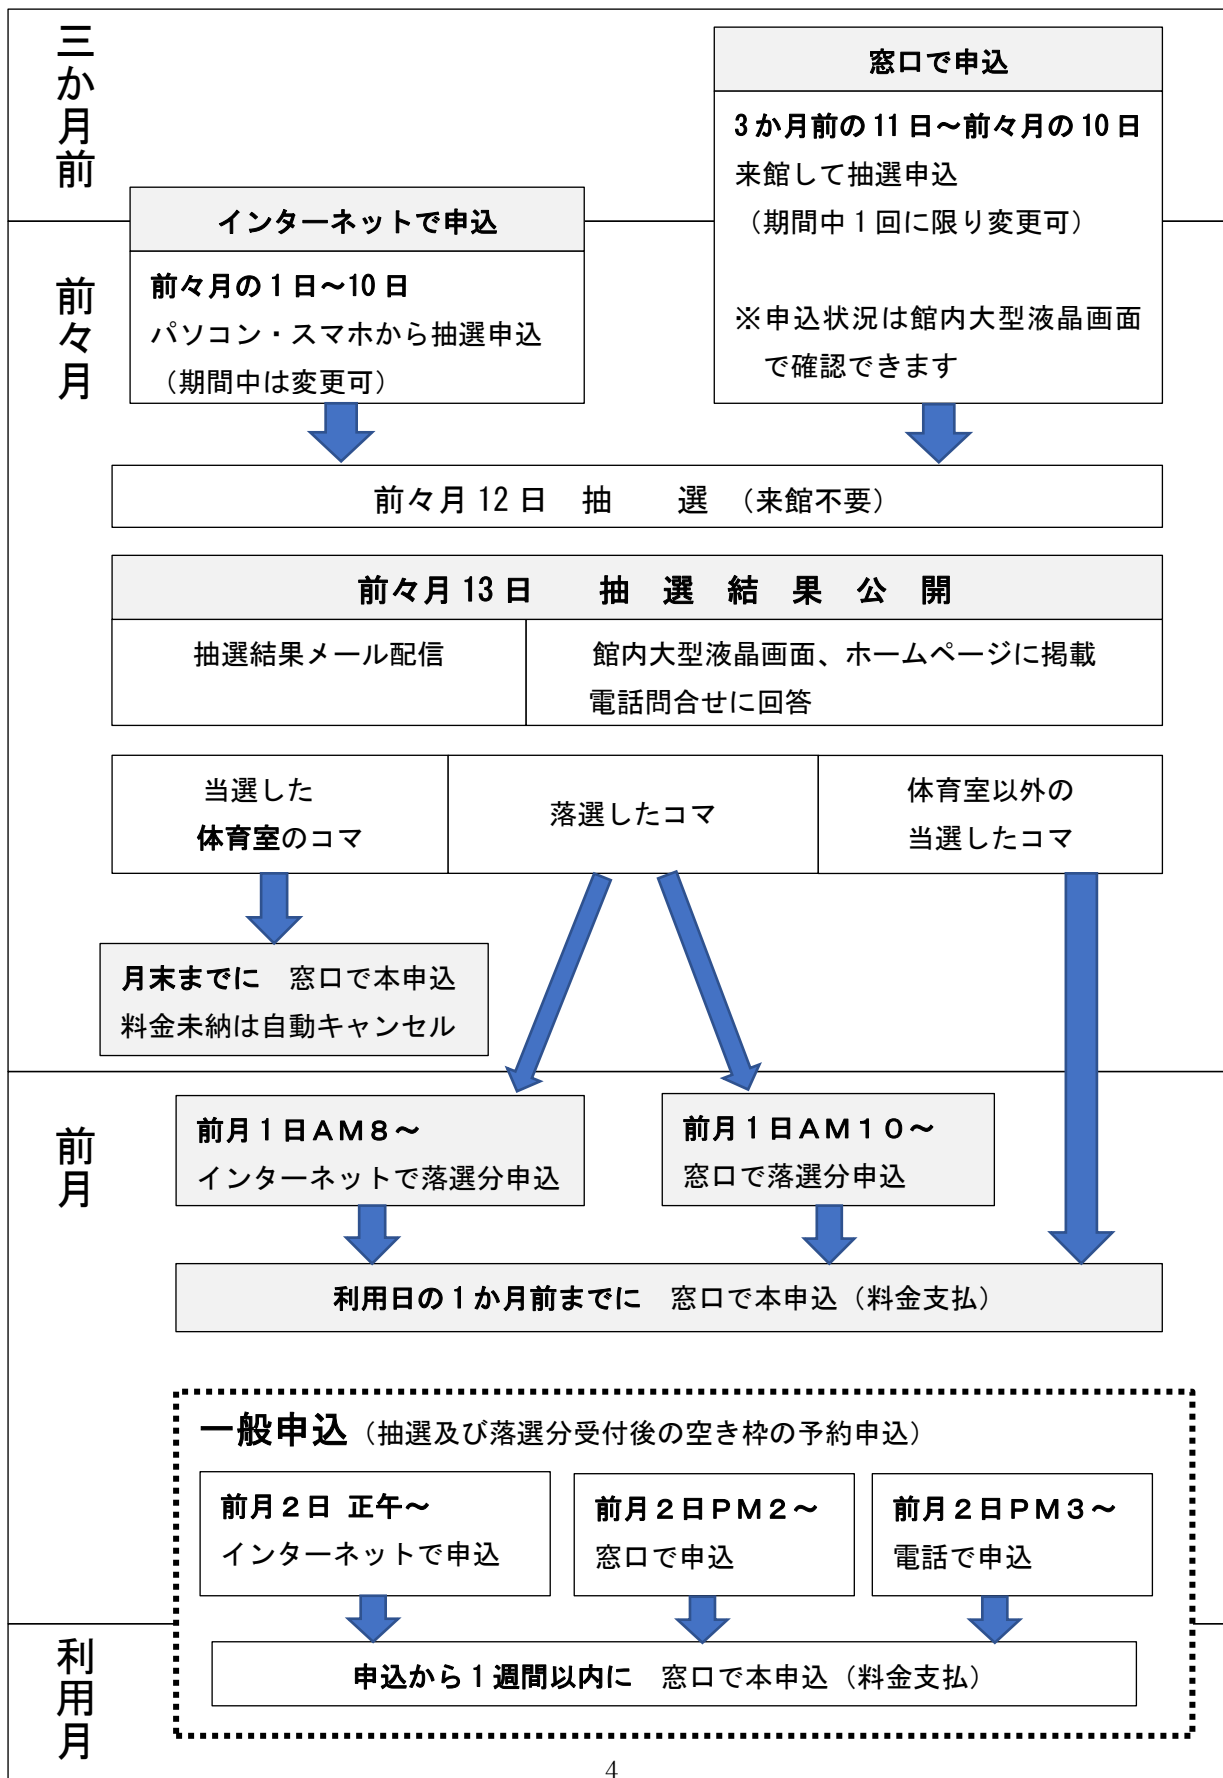 三か月前
窓口で申込
3か月前の11日～前々月の10日
来館して抽選申込
（期間中1回に限り変更可）
※申込状況は館内大型液晶画面
で確認できます
前々月
インターネットで申込
前々月の1日～10日
パソコン・スマホから抽選申込
（期間中は変更可）
前々月12日　抽　　選　（来館不要）
前々月13日　　抽　選　結　果　公　開
抽選結果メール配信
館内大型液晶画面、ホームページに掲載
電話問合せに回答
当選した
体育室のコマ
落選したコマ
体育室以外の
当選したコマ
月末までに　窓口で本申込
料金未納は自動キャンセル
前月
前月１日ＡＭ８～
インターネットで落選分申込
前月１日ＡＭ１０～
窓口で落選分申込
利用日の1か月前までに　窓口で本申込（料金支払）
一般申込（抽選及び落選分受付後の空き枠の予約申込）
前月２日 正午～
インターネットで申込
前月２日ＰＭ２～
窓口で申込
前月２日ＰＭ３～
電話で申込
利用月
申込から1週間以内に　窓口で本申込（料金支払）
4